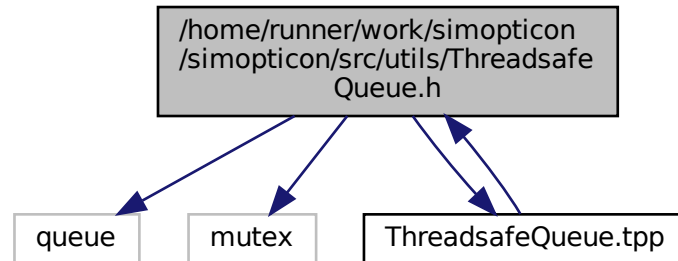 /home/runner/work/simopticon
/simopticon/src/utils/Threadsafe
Queue.h
queue
mutex
ThreadsafeQueue.tpp